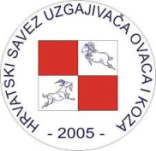 HRVATSKI SAVEZ UZGAJIVAČA OVACA I KOZA
- 2005 -